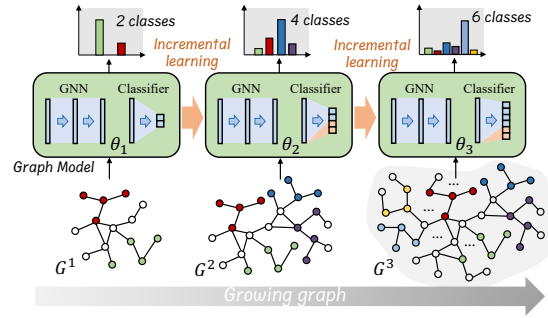 2 classes
4 classes
6 classes
Incremental
learning
Incremental
learning
GNN
Classifier
θ1
GNN
Classifier
θ2
GNN
Classifier
θ3
Graph Model
...
...
...
...
G1
G2
G3
Growing graph